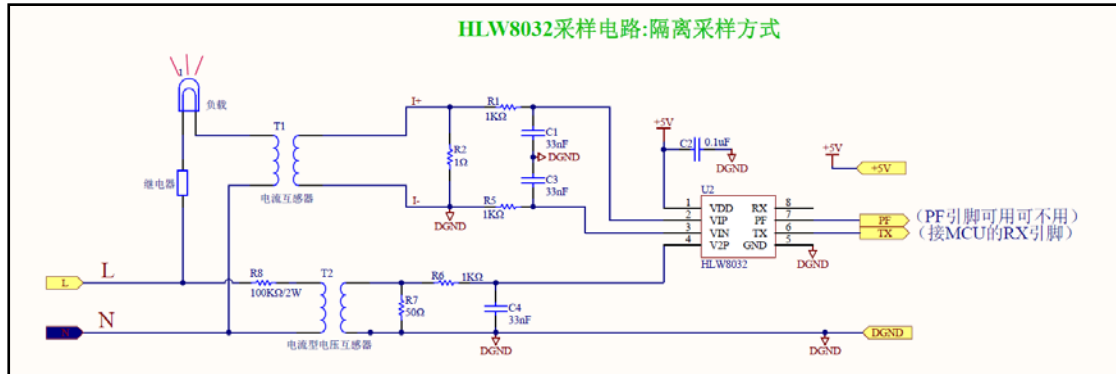 HLW8032采样电路:隔离采样方式
负载
T1
I+
R1
1KΩ
C1
33nF
R2
1Ω
DGND
C3
33nF
I-
R5
1KΩ
DGND
电流互感器
继电器
+5V
C2
0.1uF
DGND
+5V
+5V
U2
1 VDD RX 8
2 VIP PF 7
3 VIN TX 6
4 V2P GND 5
HLW8032
PF (PF引脚可用可不用)
TX (接MCU的RX引脚)
DGND
L
L
R8
100KΩ/2W
T2
R6
1KΩ
R7
50Ω
C4
33nF
N
N
电流型电压互感器
DGND
DGND
DGND